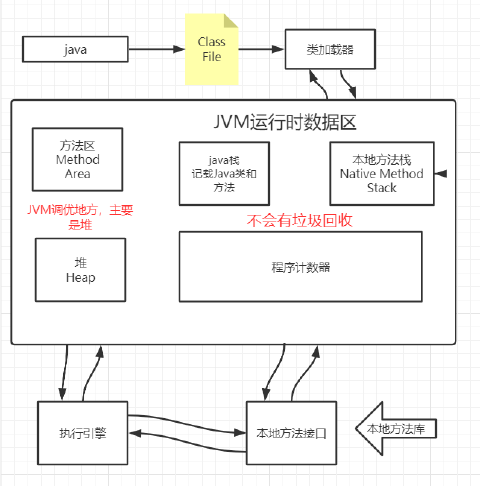 java
Class
File
类加载器
JVM运行时数据区
方法区
Method
Area
java栈
记载Java类和
方法
本地方法栈
Native Method
Stack
JVM调优地方，主要
是堆
不会有垃圾回收
堆
Heap
程序计数器
执行引擎
本地方法接口
本地方法库